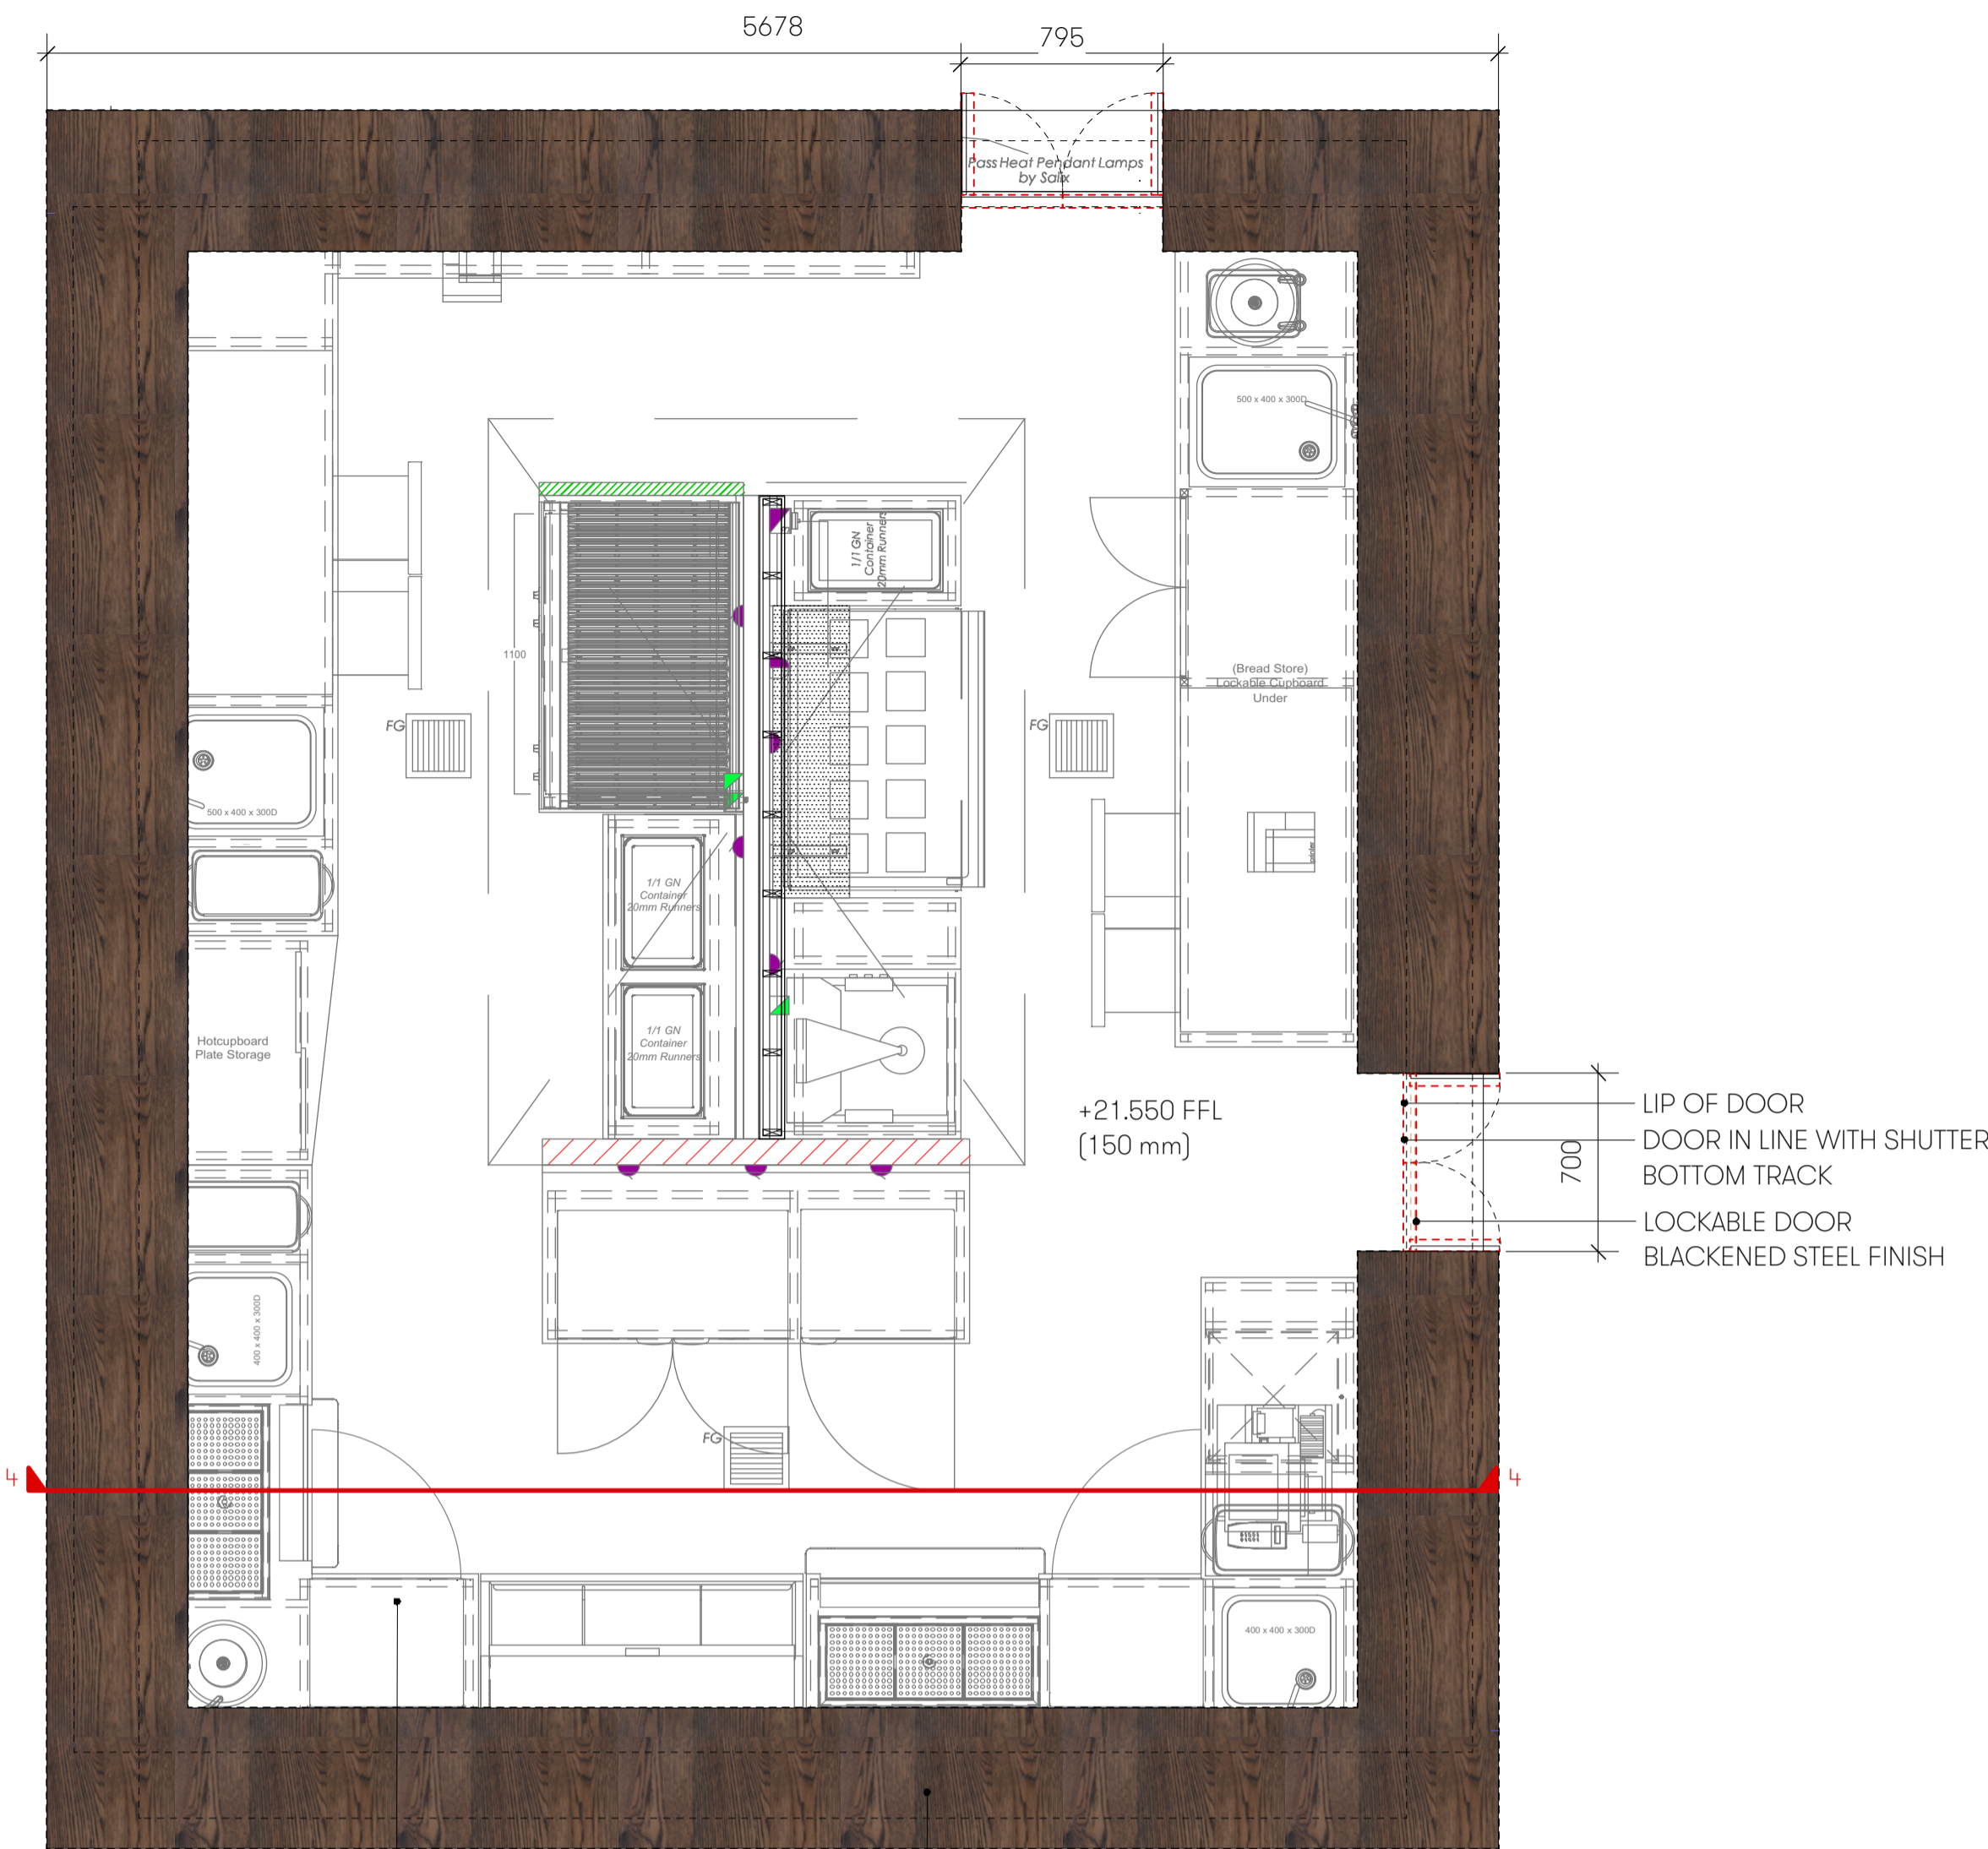 5678
795
Pass Heat Pendant Lamps
by Salix
500 x 400 x 300D
1/1 GN
Container
20mm Runners
1100
(Bread Store)
Lockable Cupboard
Under
FG
FG
500 x 400 x 300D
printer
1/1 GN
Container
20mm Runners
Hotcupboard
Plate Storage
1/1 GN
Container
20mm Runners
+21.550 FFL
(150 mm)
700
LIP OF DOOR
DOOR IN LINE WITH SHUTTER
BOTTOM TRACK
LOCKABLE DOOR
BLACKENED STEEL FINISH
400 x 400 x 300D
FG
4
4
400 x 400 x 300D